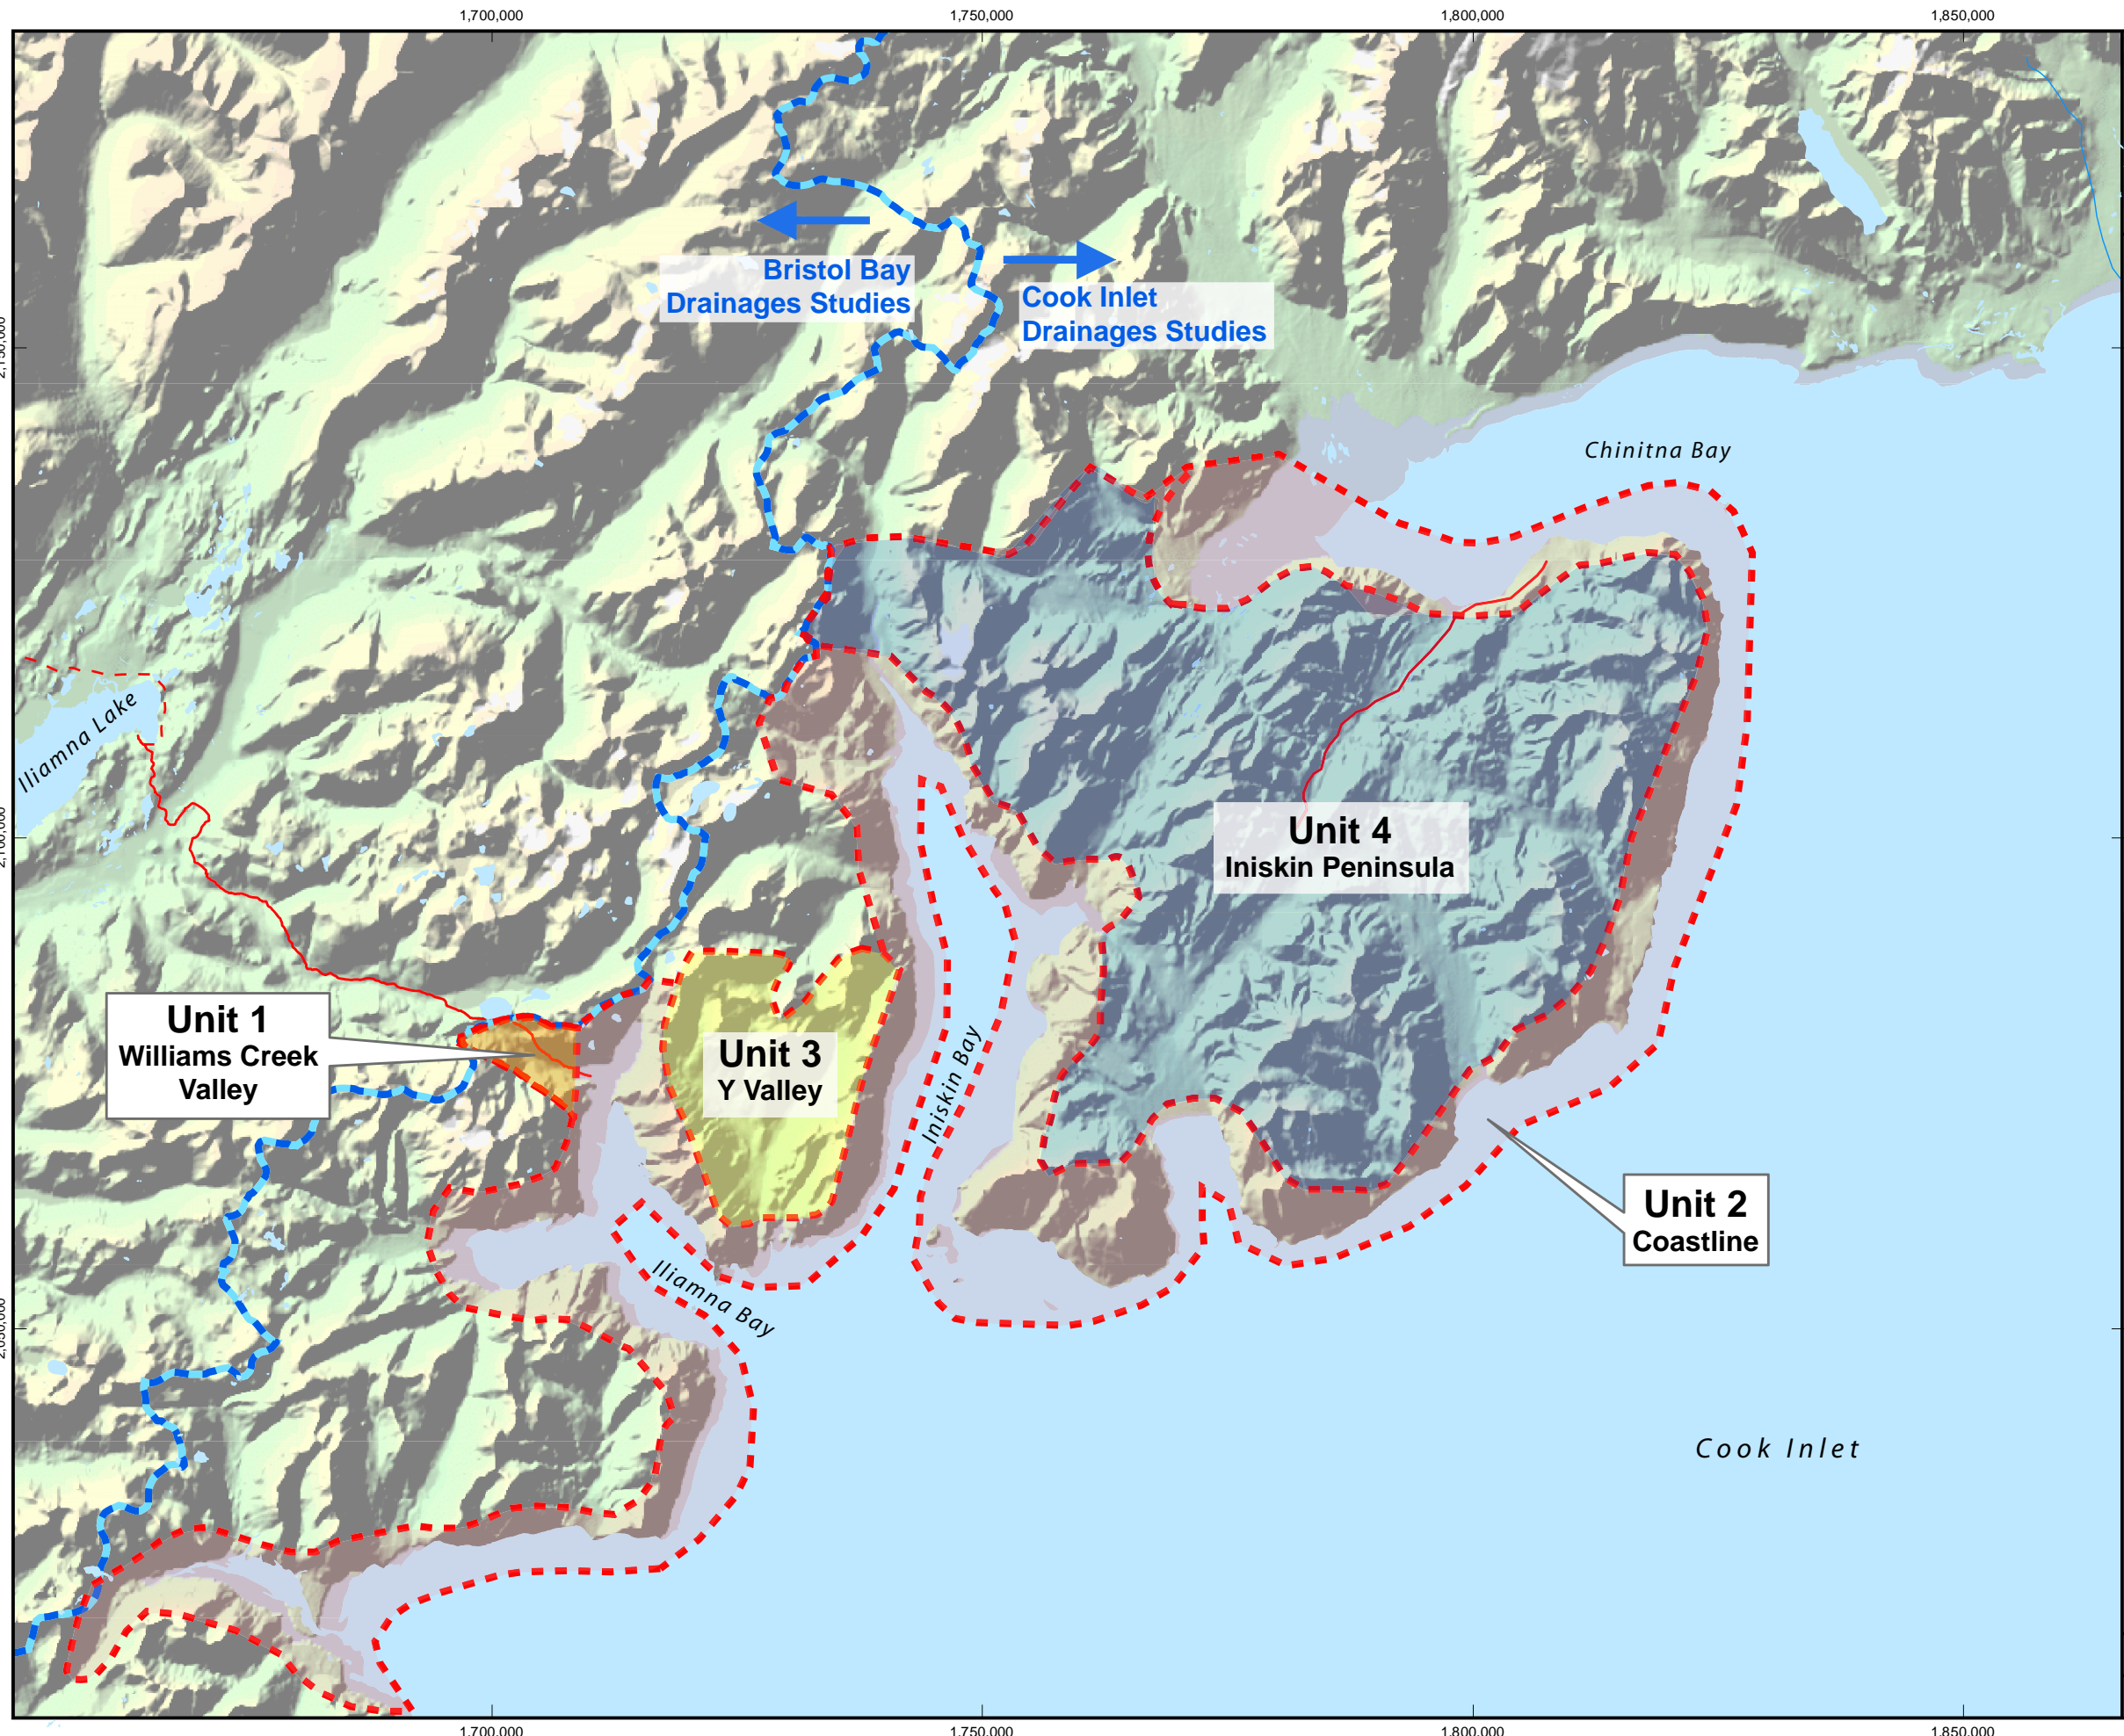 1,700,000
1,750,000
1,800,000
1,850,000
Bristol Bay
Drainages Studies
Cook Inlet
Drainages Studies
Chinitna Bay
Iliamna Lake
Unit 4
Iniskin Peninsula
Unit 1
Williams Creek
Valley
Unit 3
Y Valley
Iniskin Bay
Unit 2
Coastline
Iliamna Bay
Cook Inlet
1,700,000
1,750,000
1,800,000
1,850,000